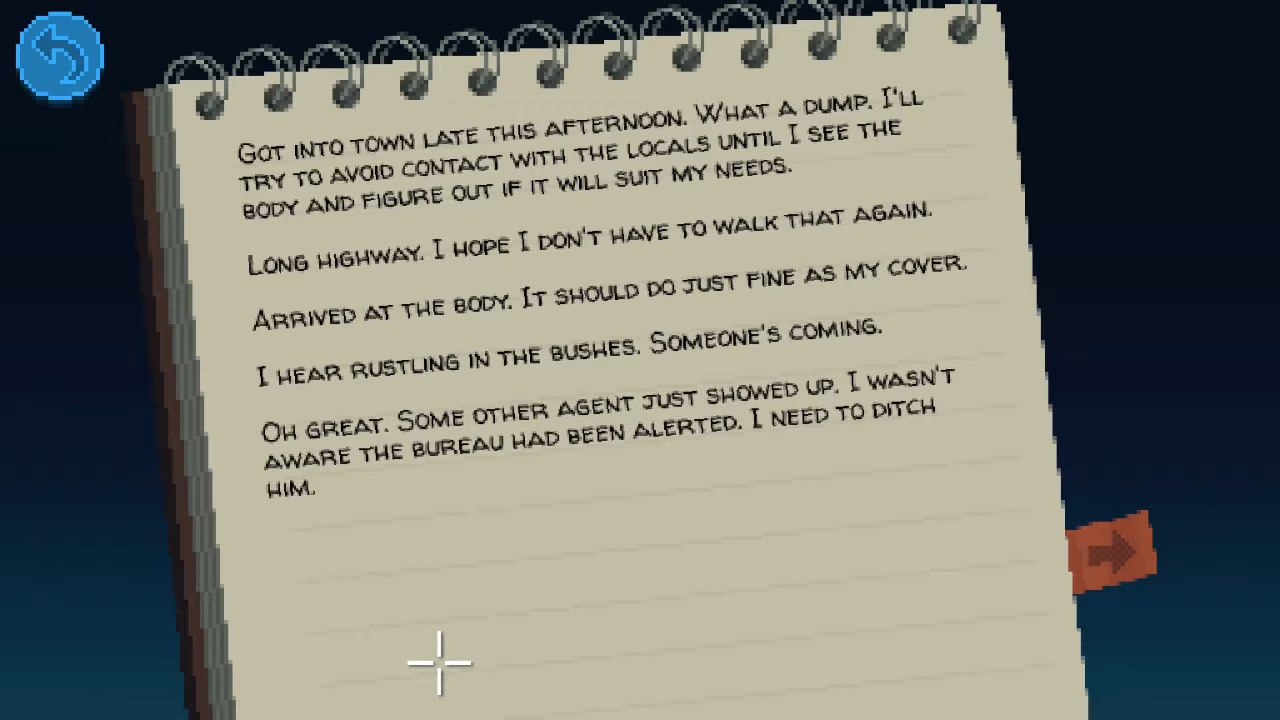 Got into town late this afternoon. What a dump. I'll
try to avoid contact with the locals until I see the
body and figure out if it will suit my needs.
Long highway. I hope I don't have to walk that again.
Arrived at the body. It should do just fine as my cover.
I hear rustling in the bushes. Someone's coming.
Oh great. Some other agent just showed up. I wasn't
aware the bureau had been alerted. I need to ditch
him.